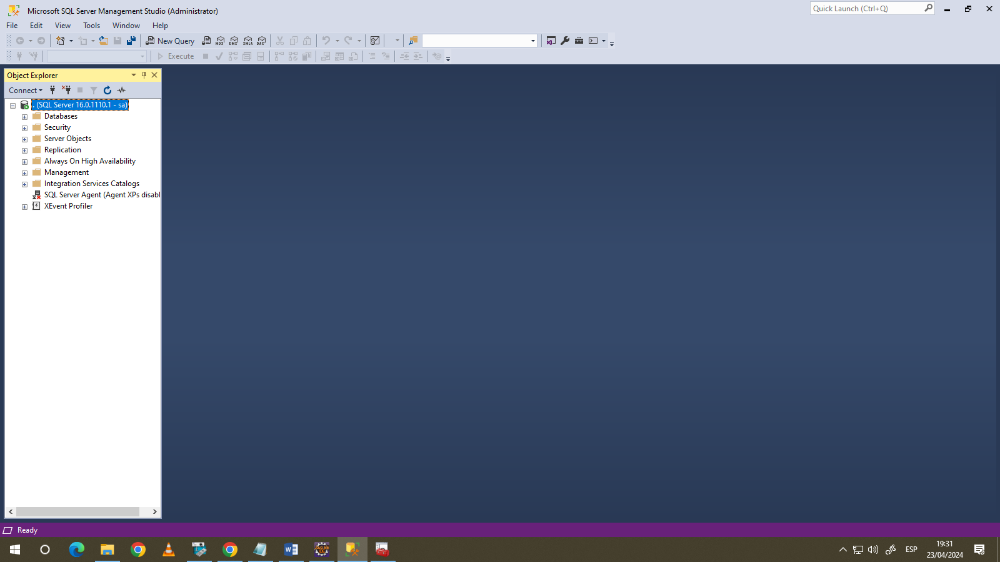 Microsoft SQL Server Management Studio (Administrator)
Quick Launch (Ctrl+Q)
File Edit View Tools Window Help
New Query MDX DMX XMLA DAX
Execute
Object Explorer
Connect
. (SQL Server 16.0.1110.1 - sa)
Databases
Security
Server Objects
Replication
Always On High Availability
Management
Integration Services Catalogs
SQL Server Agent (Agent XPs disabl
XEvent Profiler
Ready
ESP
19:31
23/04/2024